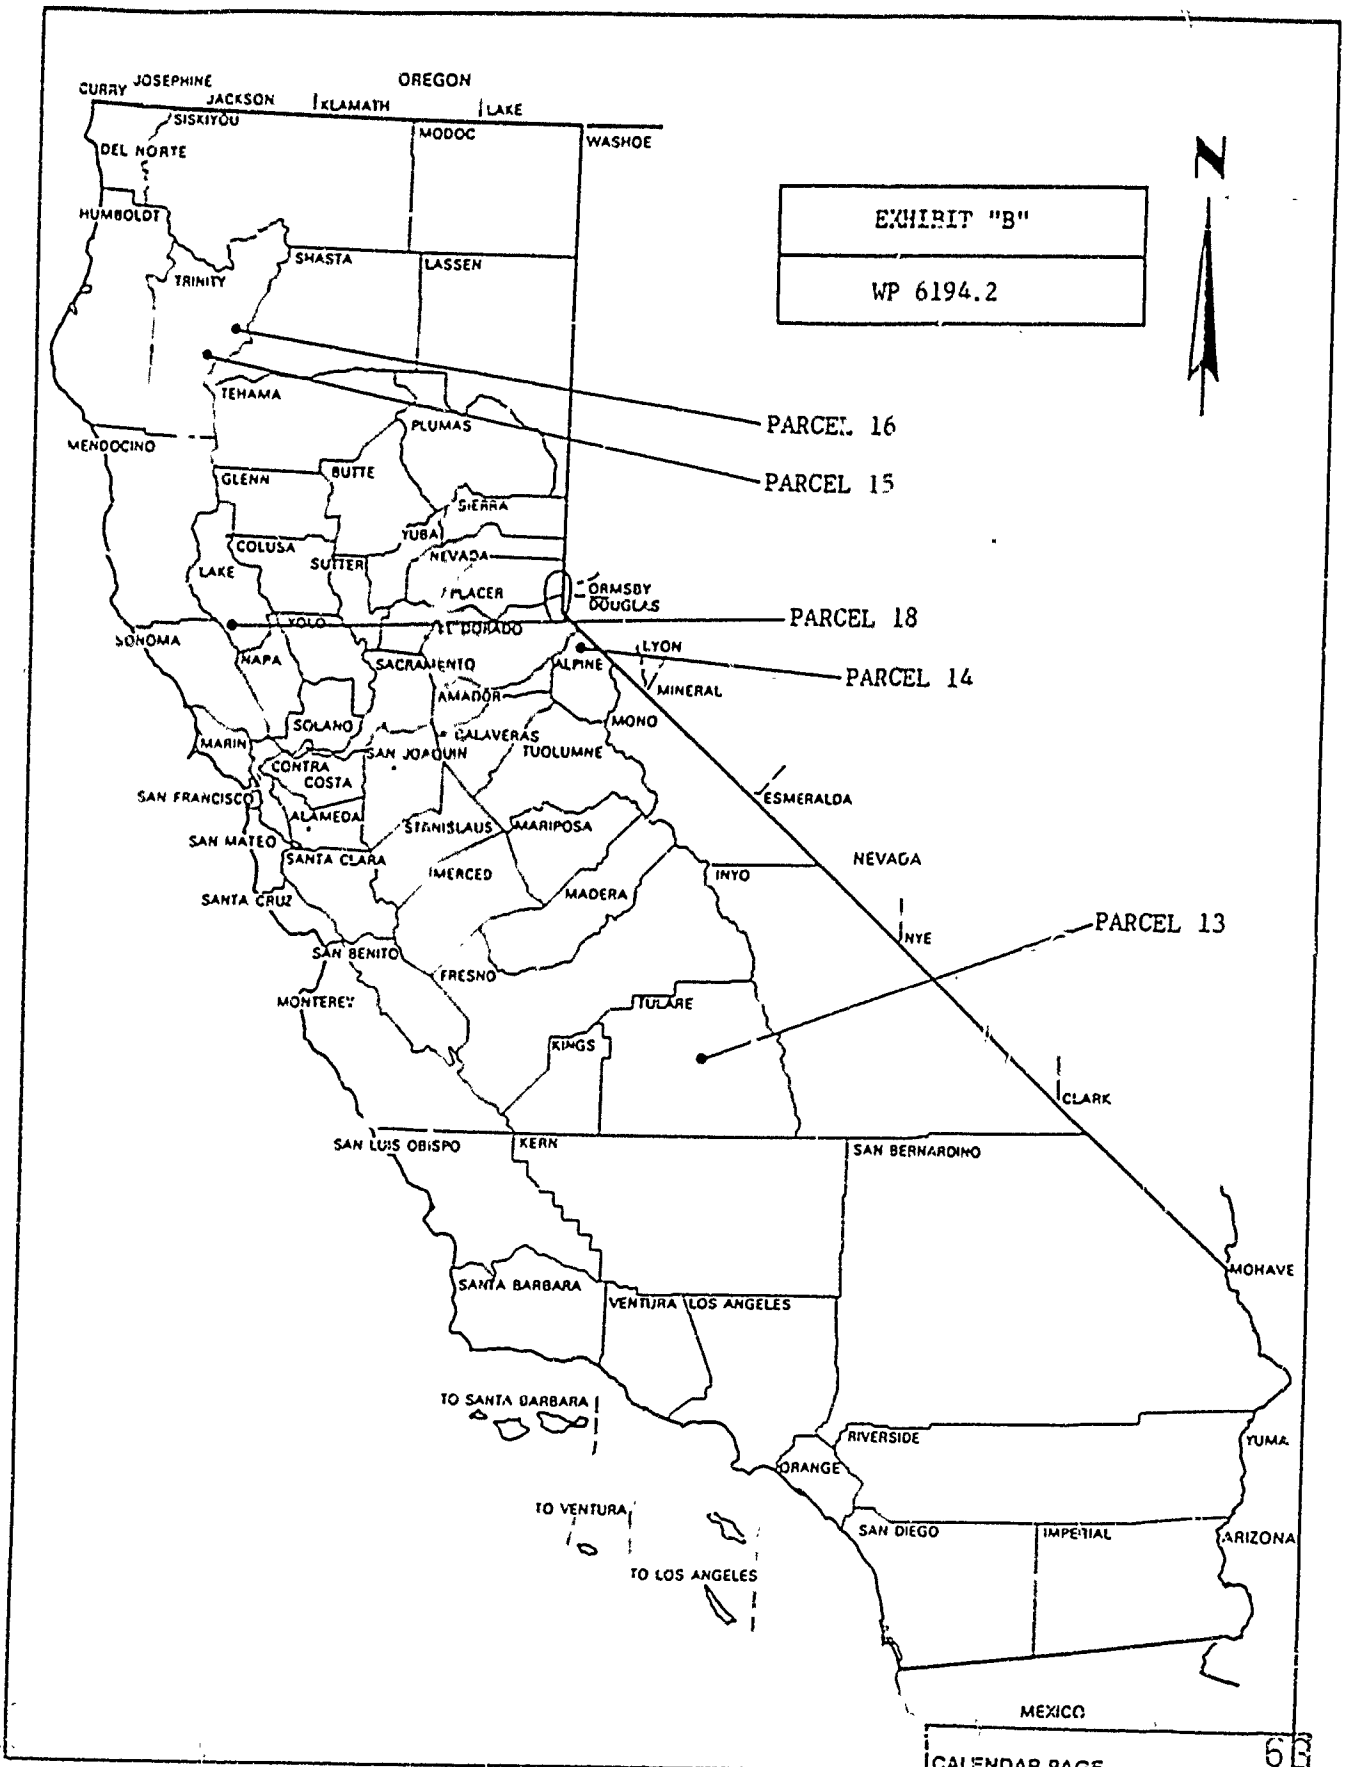 OREGON
CURRY
JOSEPHINE
JACKSON
KLAMATH
LAKE
SISKIYOU
MODOC
WASHOE
DEL NORTE
HUMBOLDT
EXHIBIT "B"
WP 6194.2
N
SHASTA
LASSEN
TRINITY
TEHAMA
PLUMAS
PARCEL 16
MENDOCINO
GLENN
BUTTE
PARCEL 15
SIERRA
COLUSA
YUBA
SUTTER
NEVADA
LAKE
PLACER
ORMSBY
DOUGLAS
PARCEL 18
SONOMA
YOLO
EL DORADO
NAPA
SACRAMENTO
ALPINE
LYON
PARCEL 14
AMADOR
MINERAL
SOLANO
MONO
MARIN
CALAVERAS
SAN JOAQUIN
TUOLUMNE
CONTRA
COSTA
SAN FRANCISCO
ESMERALDA
ALAMEDA
STANISLAUS
MARIPOSA
SAN MATEO
SANTA CLARA
NEVADA
MERCED
INYO
SANTA CRUZ
MADERA
PARCEL 13
NYE
SAN BENITO
FRESNO
MONTEREY
TULARE
KINGS
CLARK
SAN LUIS OBISPO
KERN
SAN BERNARDINO
MOHAVE
SANTA BARBARA
VENTURA
LOS ANGELES
TO SANTA BARBARA
RIVERSIDE
YUMA
ORANGE
TO VENTURA
SAN DIEGO
IMPERIAL
ARIZONA
TO LOS ANGELES
MEXICO
CALENDAR PAGE